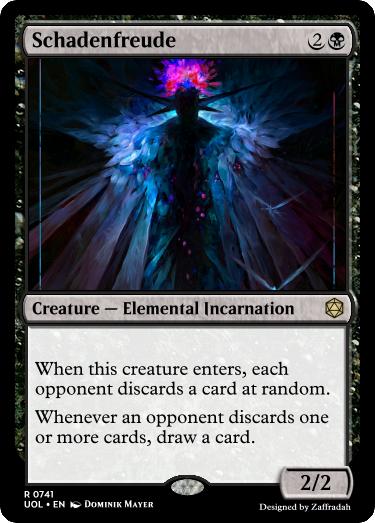 Schadenfreude 2
Creature — Elemental Incarnation
When this creature enters, each
opponent discards a card at random.
Whenever an opponent discards one
or more cards, draw a card.
2/2
R 0741
UOL • EN Dominik Mayer
Designed by Zaffradah